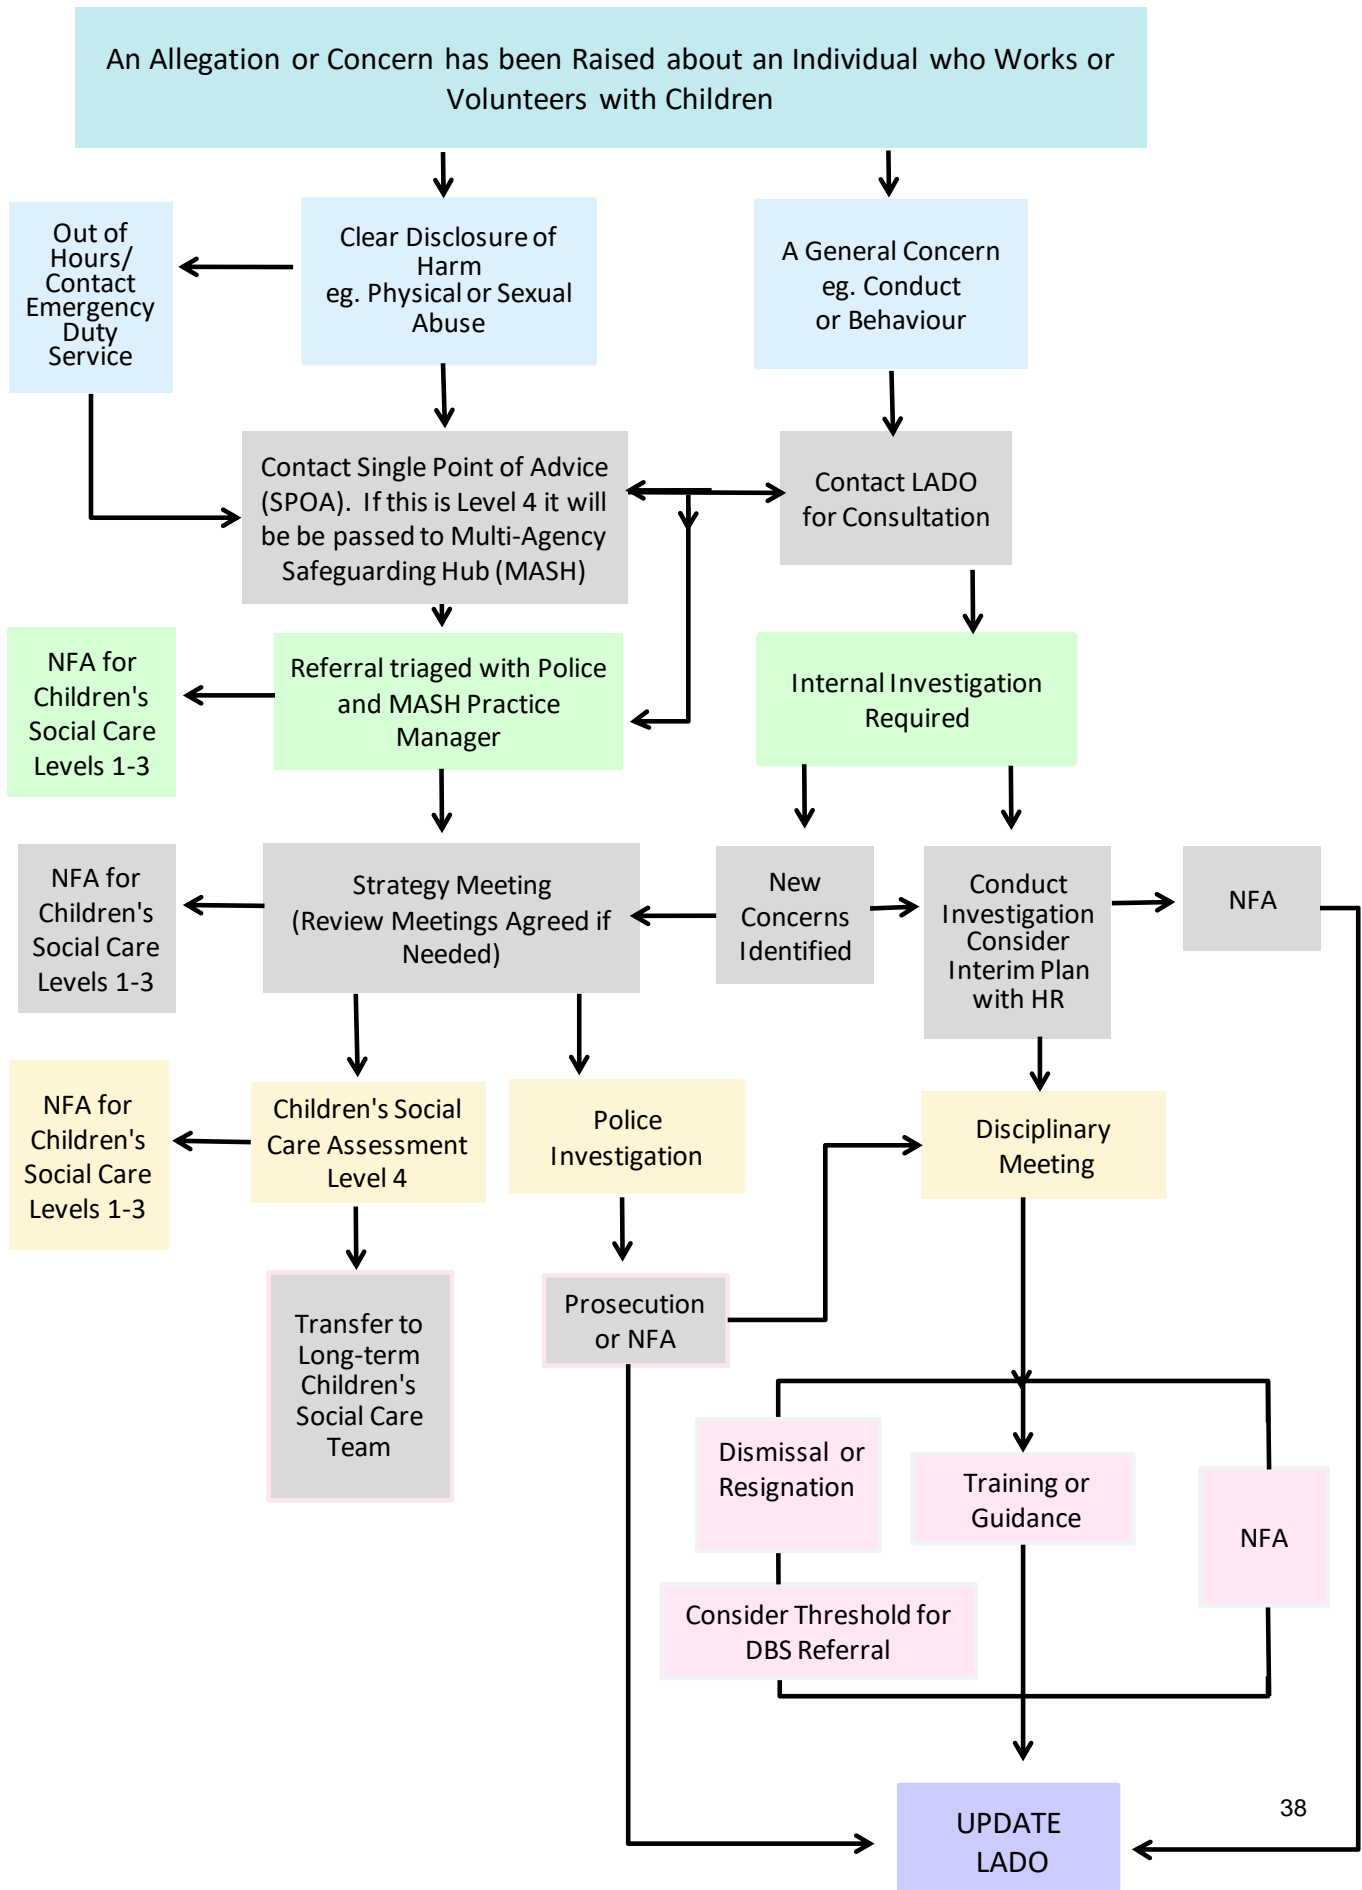 An Allegation or Concern has been Raised about an Individual who Works or
Volunteers with Children
Out of
Hours/
Contact
Emergency
Duty
Service
Clear Disclosure of
Harm
eg. Physical or Sexual
Abuse
A General Concern
eg. Conduct
or Behaviour
Contact Single Point of Advice
(SPOA). If this is Level 4 it will
be be passed to Multi-Agency
Safeguarding Hub (MASH)
Contact LADO
for Consultation
NFA for
Children's
Social Care
Levels 1-3
Referral triaged with Police
and MASH Practice
Manager
Internal Investigation
Required
NFA for
Children's
Social Care
Levels 1-3
Strategy Meeting
(Review Meetings Agreed if
Needed)
New
Concerns
Identified
Conduct
Investigation
Consider
Interim Plan
with HR
NFA
NFA for
Children's
Social Care
Levels 1-3
Children's Social
Care Assessment
Level 4
Police
Investigation
Disciplinary
Meeting
Transfer to
Long-term
Children's
Social Care
Team
Prosecution
or NFA
Dismissal or
Resignation
Training or
Guidance
NFA
Consider Threshold for
DBS Referral
UPDATE
LADO
38